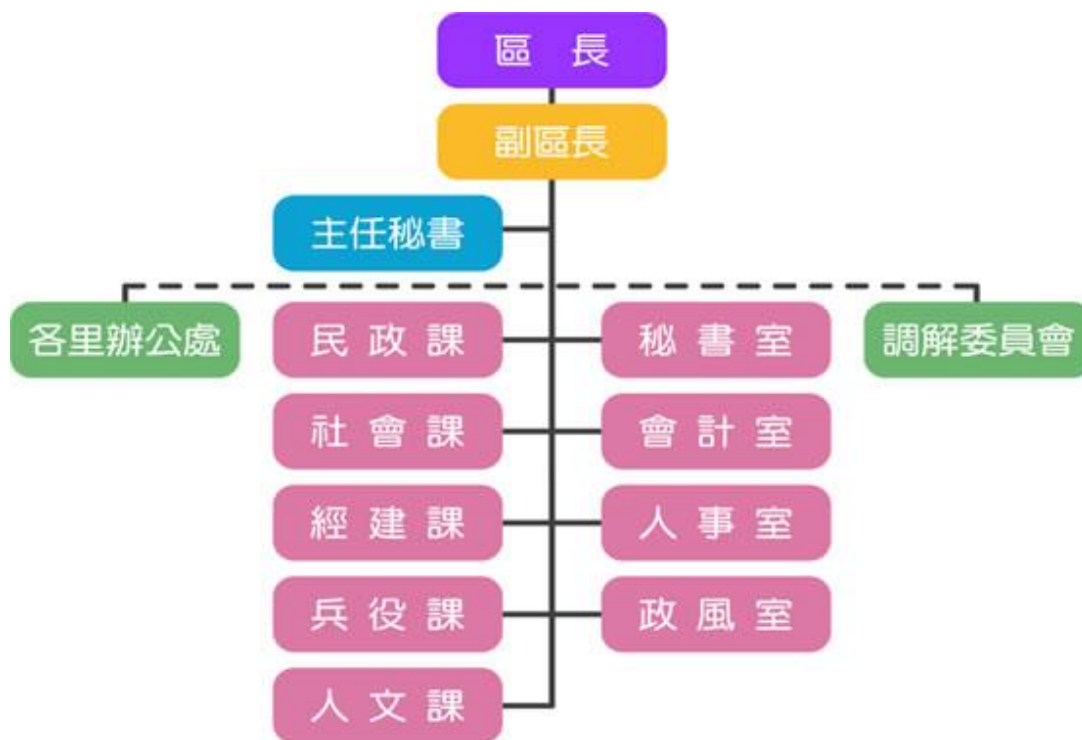 區 長
副區長
主任秘書
各里辦公處
民 政 課
秘 書 室
調解委員會
社 會 課
會 計 室
經 建 課
人 事 室
兵 役 課
政 風 室
人 文 課